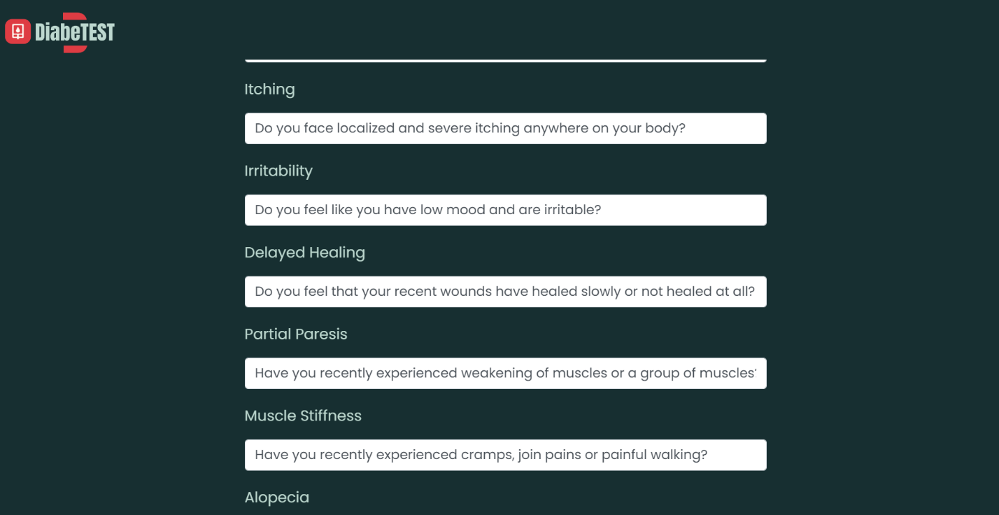 DiabeTEST
Itching
Do you face localized and severe itching anywhere on your body?
Irritability
Do you feel like you have low mood and are irritable?
Delayed Healing
Do you feel that your recent wounds have healed slowly or not healed at all?
Partial Paresis
Have you recently experienced weakening of muscles or a group of muscles?
Muscle Stiffness
Have you recently experienced cramps, join pains or painful walking?
Alopecia